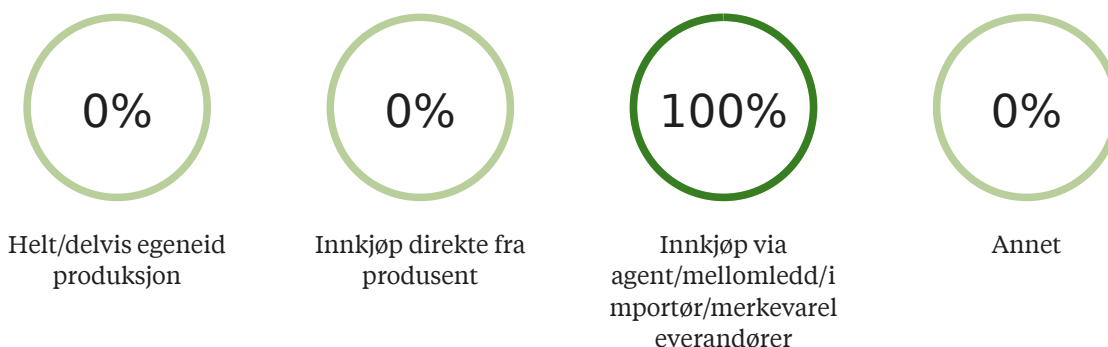 0%
0%
100%
0%
Helt/delvis egeneid
produksjon
Innkjøp direkte fra
produsent
Innkjøp via
agent/mellomledd/i
mportør/merkevarel
everandører
Annet